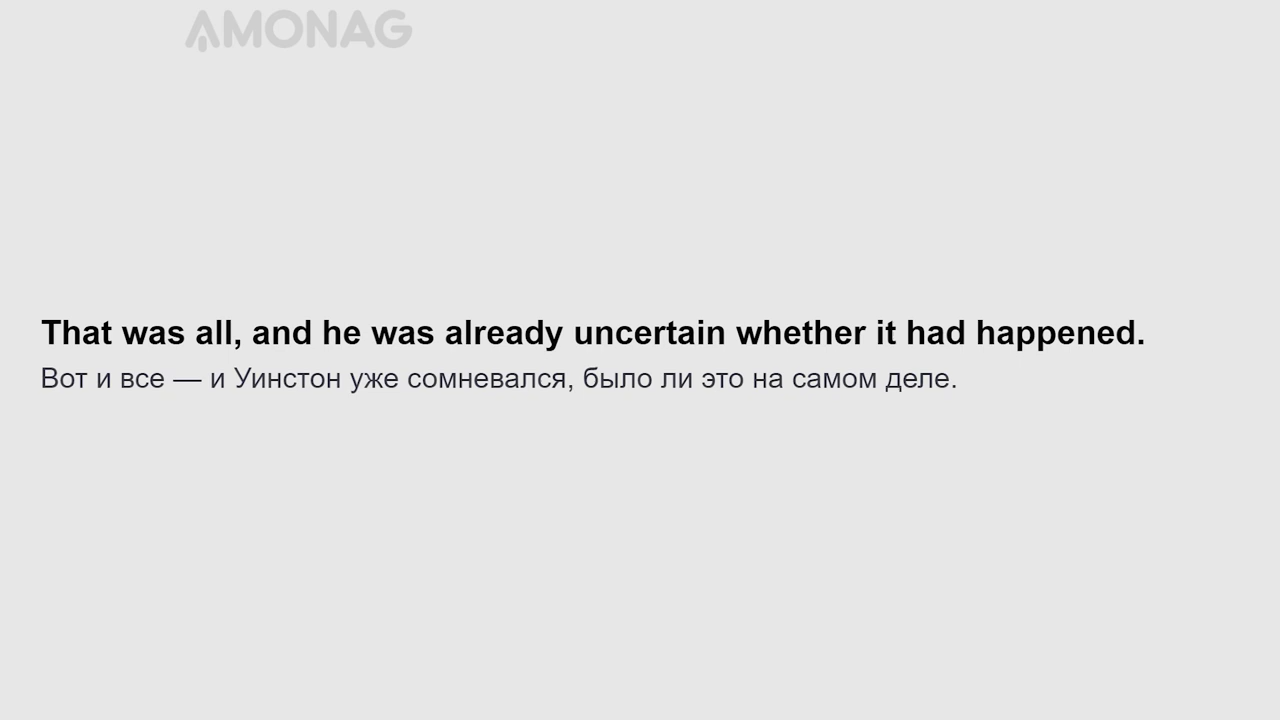 AMONAG
That was all, and he was already uncertain whether it had happened.
Вот и все — и Уинстон уже сомневался, было ли это на самом деле.